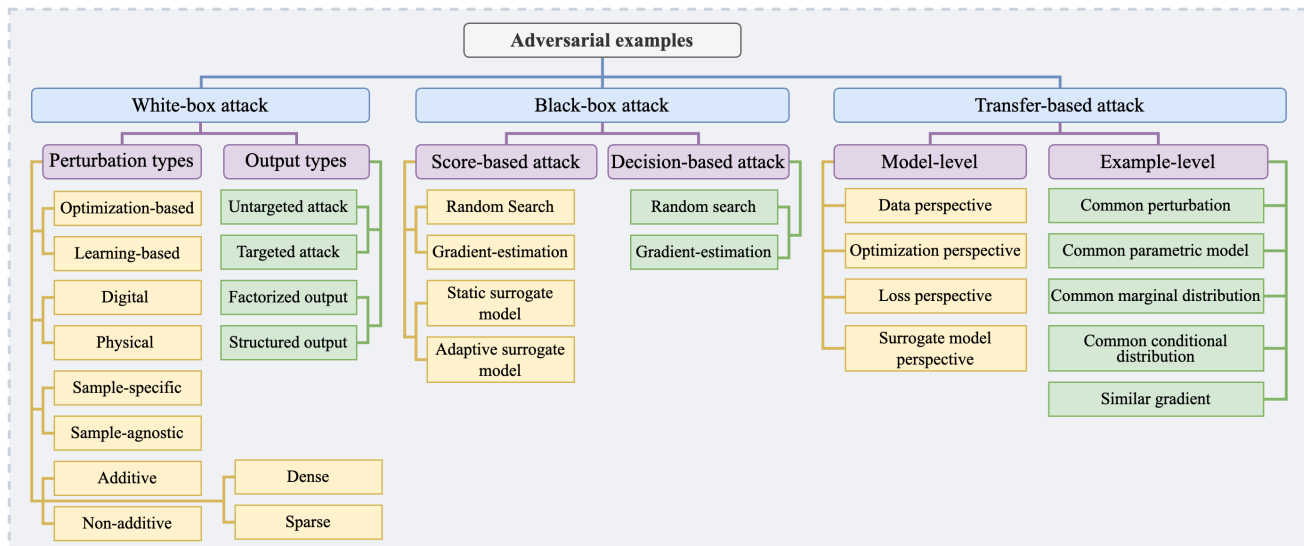 Adversarial examples
White-box attack
Perturbation types
Optimization-based
Learning-based
Digital
Physical
Sample-specific
Sample-agnostic
Additive
Non-additive
Dense
Sparse
Output types
Untargeted attack
Targeted attack
Factorized output
Structured output
Black-box attack
Score-based attack
Random Search
Gradient-estimation
Static surrogate
model
Adaptive surrogate
model
Decision-based attack
Random search
Gradient-estimation
Transfer-based attack
Model-level
Data perspective
Optimization perspective
Loss perspective
Surrogate model
perspective
Example-level
Common perturbation
Common parametric model
Common marginal distribution
Common conditional
distribution
Similar gradient